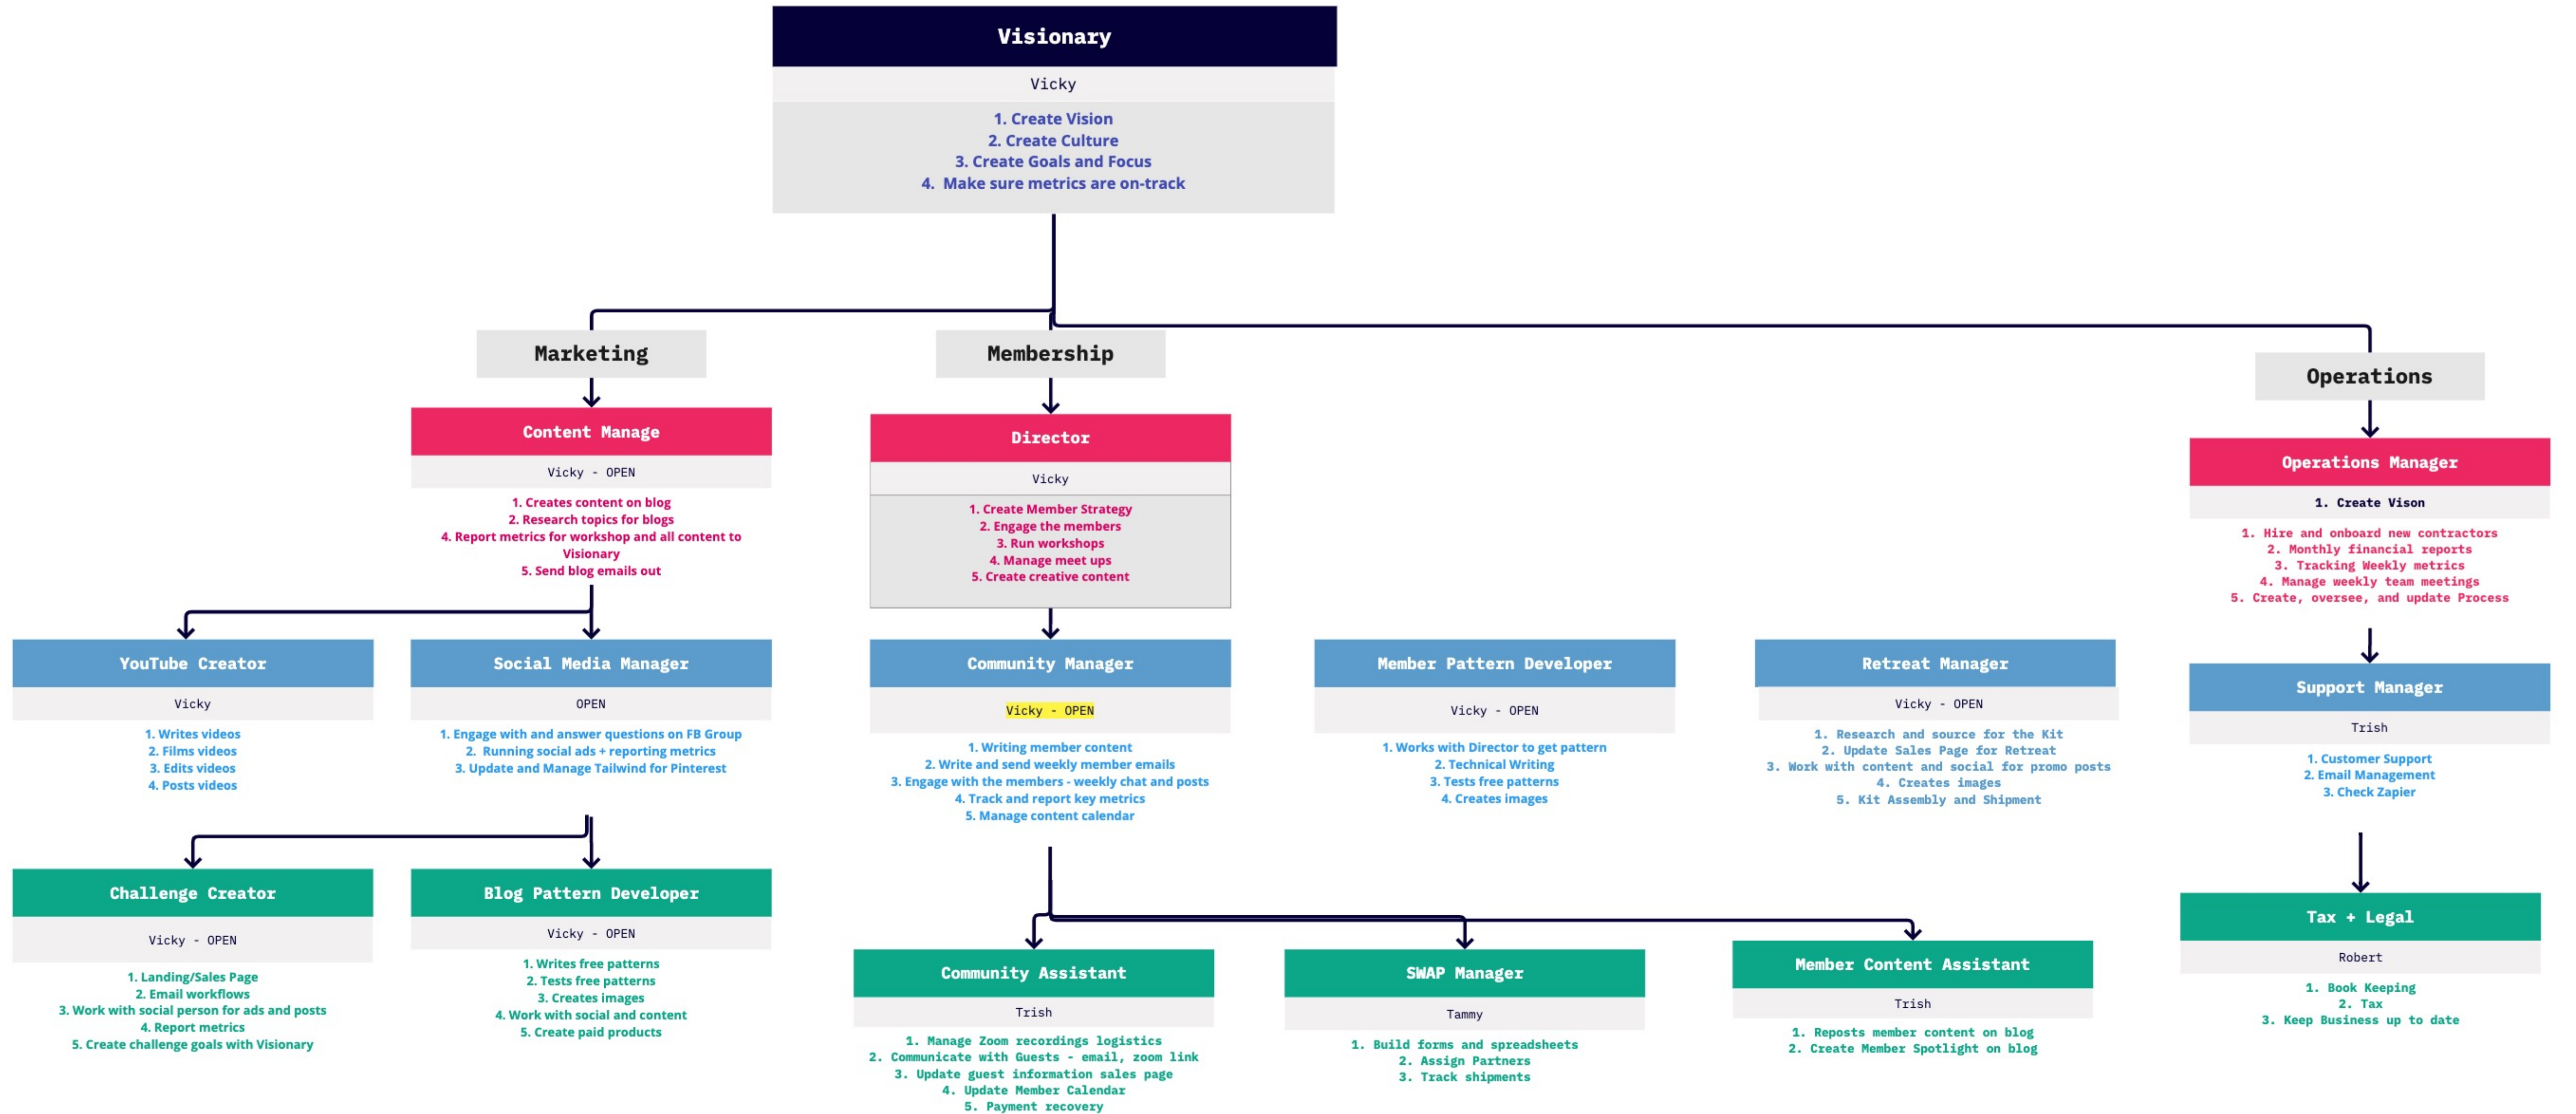 Visionary
Vicky
1. Create Vision
2. Create Culture
3. Create Goals and Focus
4. Make sure metrics are on-track
Marketing
Membership
Operations
Content Manage
Vicky - OPEN
1. Creates content on blog
2. Research topics for blogs
4. Report metrics for workshop and all content to
Visionary
5. Send blog emails out
Director
Vicky
1. Create Member Strategy
2. Engage the members
3. Run workshops
4. Manage meet ups
5. Create creative content
Operations Manager
1. Create Vison
1. Hire and onboard new contractors
2. Monthly financial reports
3. Tracking Weekly metrics
4. Manage weekly team meetings
5. Create, oversee, and update Process
YouTube Creator
Vicky
1. Writes videos
2. Films videos
3. Edits videos
4. Posts videos
Social Media Manager
OPEN
1. Engage with and answer questions on FB Group
2. Running social ads + reporting metrics
3. Update and Manage Tailwind for Pinterest
Community Manager
Vicky - OPEN
1. Writing member content
2. Write and send weekly member emails
3. Engage with the members - weekly chat and posts
4. Track and report key metrics
5. Manage content calendar
Member Pattern Developer
Vicky - OPEN
1. Works with Director to get pattern
2. Technical Writing
3. Tests free patterns
4. Creates images
Retreat Manager
Vicky - OPEN
1. Research and source for the Kit
2. Update Sales Page for Retreat
3. Work with content and social for promo posts
4. Creates images
5. Kit Assembly and Shipment
Support Manager
Trish
1. Customer Support
2. Email Management
3. Check Zapier
Challenge Creator
Vicky - OPEN
1. Landing/Sales Page
2. Email workflows
3. Work with social person for ads and posts
4. Report metrics
5. Create challenge goals with Visionary
Blog Pattern Developer
Vicky - OPEN
1. Writes free patterns
2. Tests free patterns
3. Creates images
4. Work with social and content
5. Create paid products
Community Assistant
Trish
1. Manage Zoom recordings logistics
2. Communicate with Guests - email, zoom link
3. Update guest information sales page
4. Update Member Calendar
5. Payment recovery
SWAP Manager
Tammy
1. Build forms and spreadsheets
2. Assign Partners
3. Track shipments
Member Content Assistant
Trish
1. Reposts member content on blog
2. Create Member Spotlight on blog
Tax + Legal
Robert
1. Book Keeping
2. Tax
3. Keep Business up to date